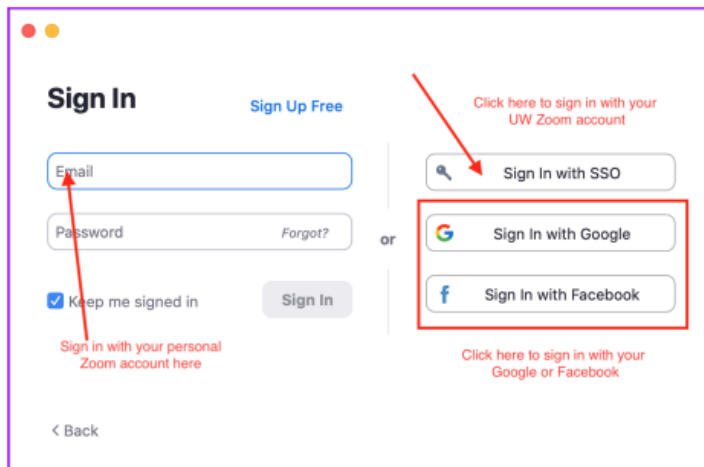 Sign In
Sign Up Free
Email
Password
Forgot?
Keep me signed in
Sign In
Sign in with your personal
Zoom account here
< Back
or
Click here to sign in with your
UW Zoom account
Sign In with SSO
G Sign In with Google
f Sign In with Facebook
Click here to sign in with your
Google or Facebook